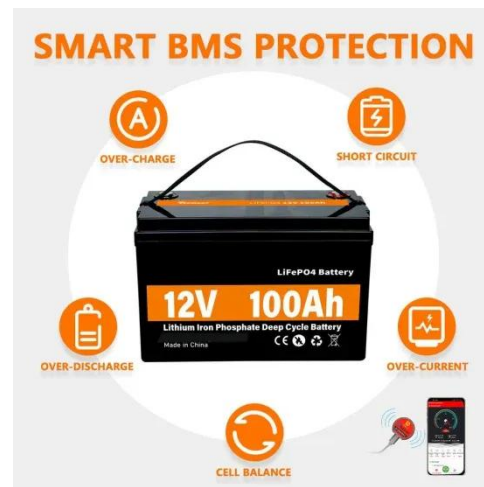 SMART BMS PROTECTION
OVER-CHARGE
SHORT CIRCUIT
LiFePO4 Battery
12V 100Ah
Lithium Iron Phosphate Deep Cycle Battery
Made in China
CE
OVER-DISCHARGE
OVER-CURRENT
CELL BALANCE